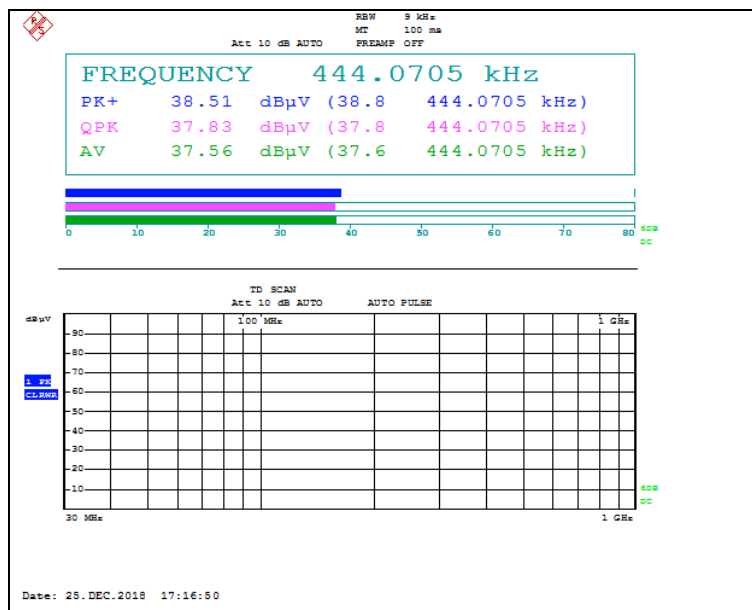 R S
RBW 9 kHz
MT 100 ms
Att 10 dB AUTO PREAMP OFF
FREQUENCY 444.0705 kHz
PK+ 38.51 dBµV (38.8 444.0705 kHz)
QPK 37.83 dBµV (37.8 444.0705 kHz)
AV 37.56 dBµV (37.6 444.0705 kHz)
0 10 20 30 40 50 60 70 80
6DB
DC
TD SCAN
Att 10 dB AUTO AUTO PULSE
dBµV
100 MHz 1 GHz
90
80
70
1 PK
60
CLRWR
50
40
30
20
10
6DB
DC
30 MHz 1 GHz
Date: 25.DEC.2018 17:16:50